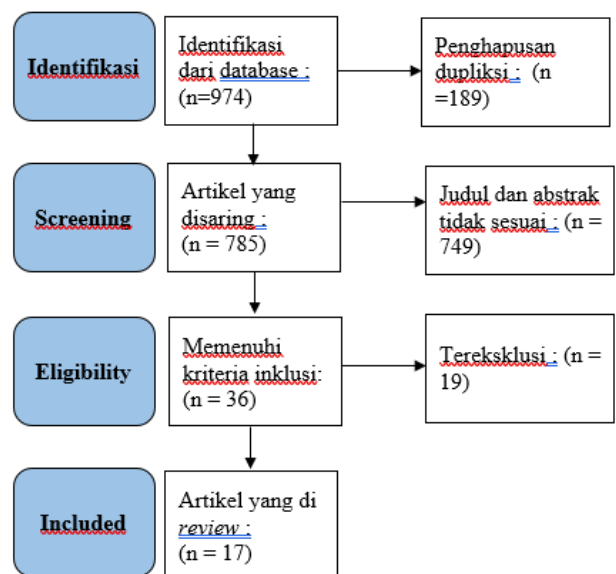 Identifikasi
Identifikasi
dari database :
(n=974)
Penghapusan
dupliksi : (n
=189)
Screening
Artikel yang
disaring :
(n = 785)
Judul dan abstrak
tidak sesuai : (n =
749)
Eligibility
Memenuhi
kriteria inklusi:
(n = 36)
Tereksklusi : (n =
19)
Included
Artikel yang di
review :
(n = 17)